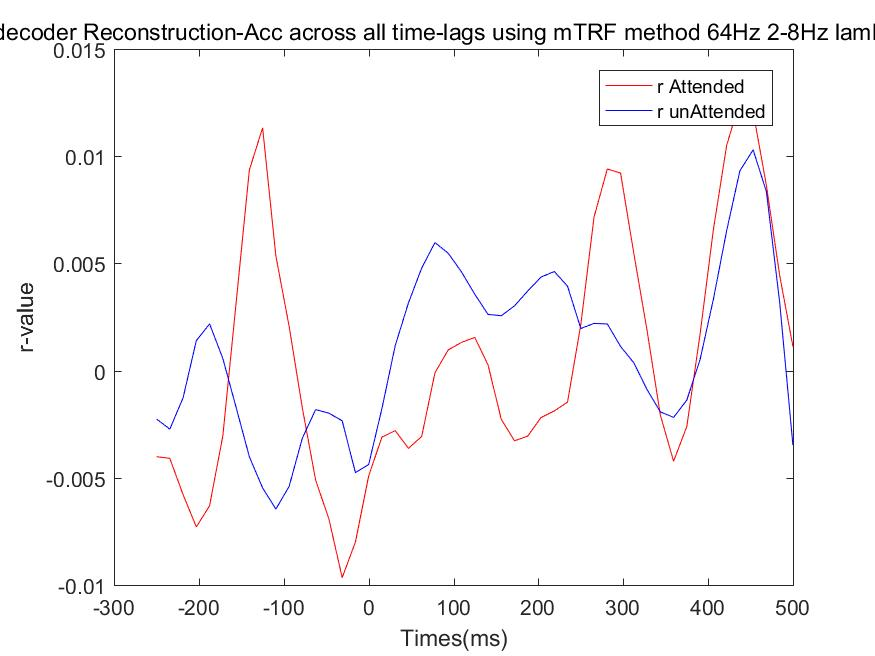 decoder Reconstruction-Acc across all time-lags using mTRF method 64Hz 2-8Hz
0.015
r Attended
r unAttended
0.01
0.005
r-value
0
-0.005
-0.01
-300 -200 -100 0 100 200 300 400 500
Times(ms)